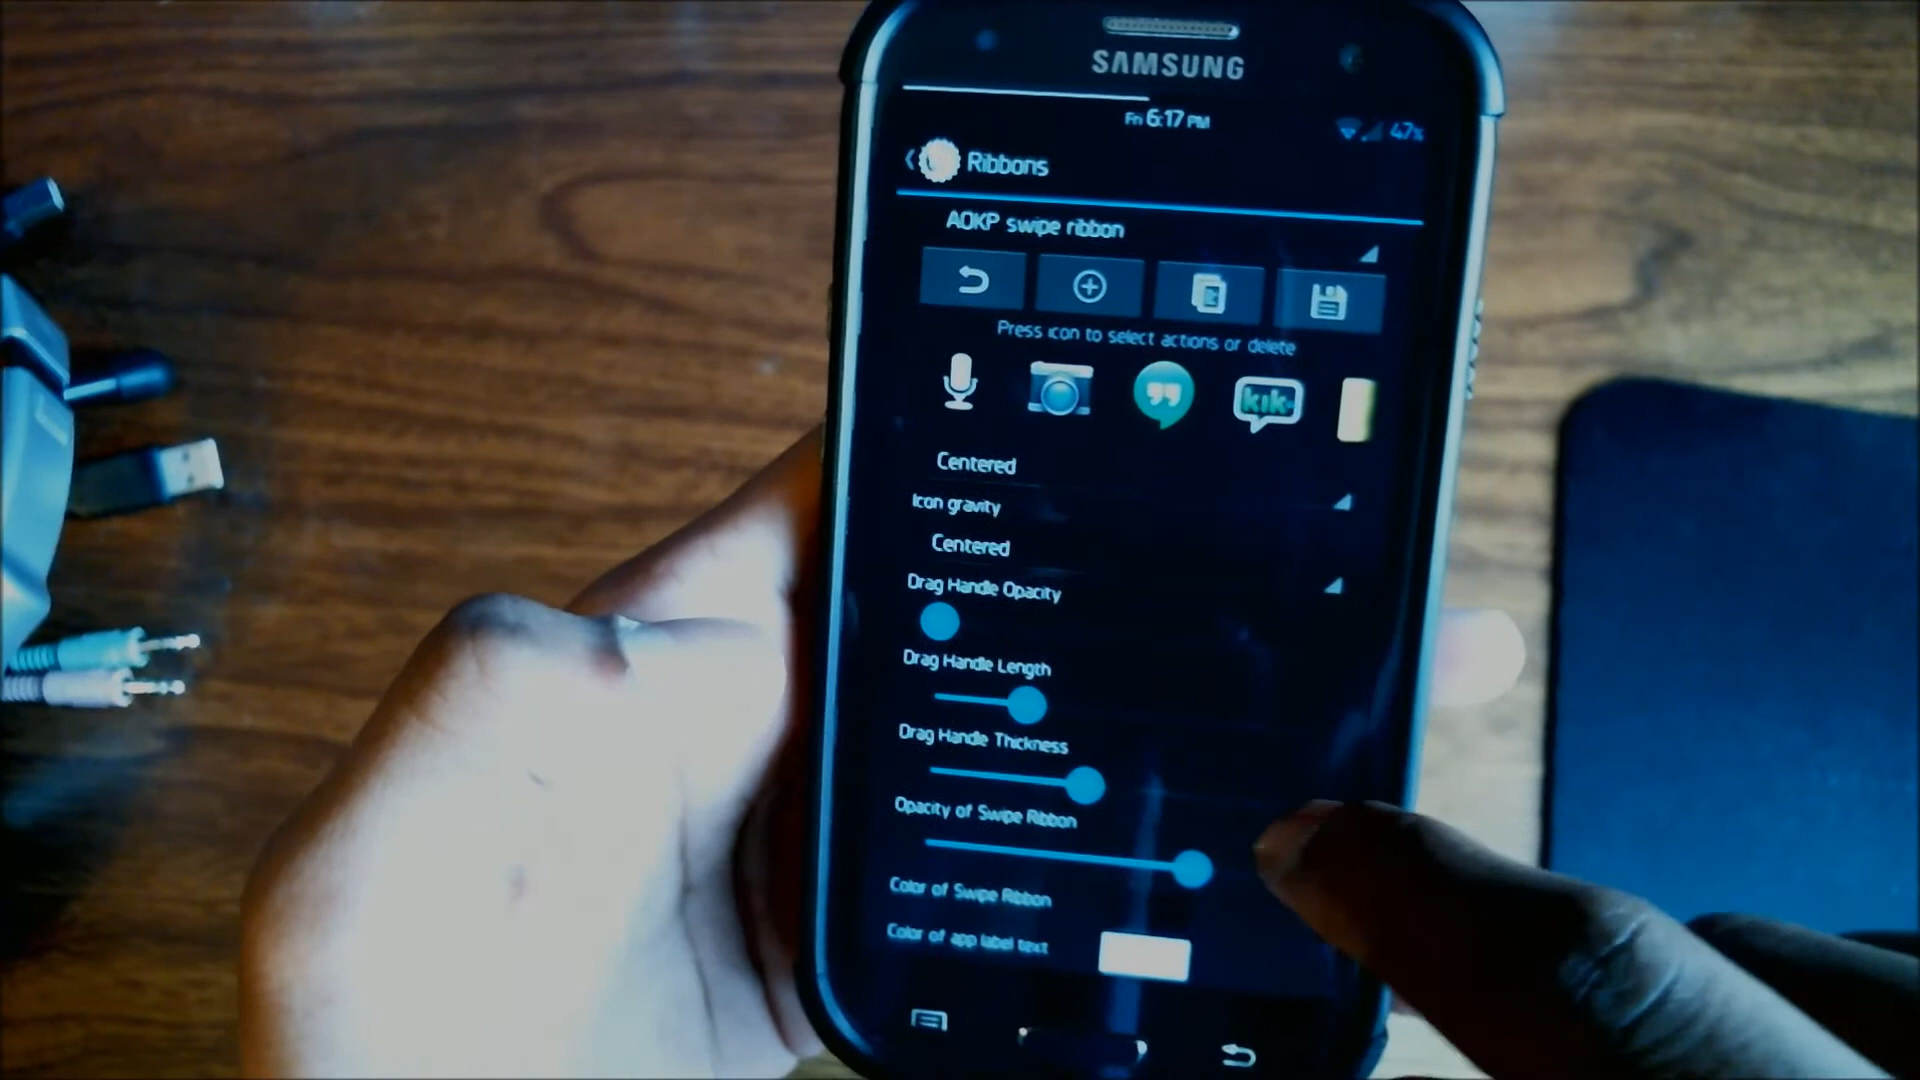 SAMSUNG
Fri 6:17 PM
47%
Ribbons
AOKP swipe ribbon
Press icon to select actions or delete
kik
Centered
Icon gravity
Centered
Drag Handle Opacity
Drag Handle Length
Drag Handle Thickness
Opacity of Swipe Ribbon
Color of Swipe Ribbon
Color of app label text